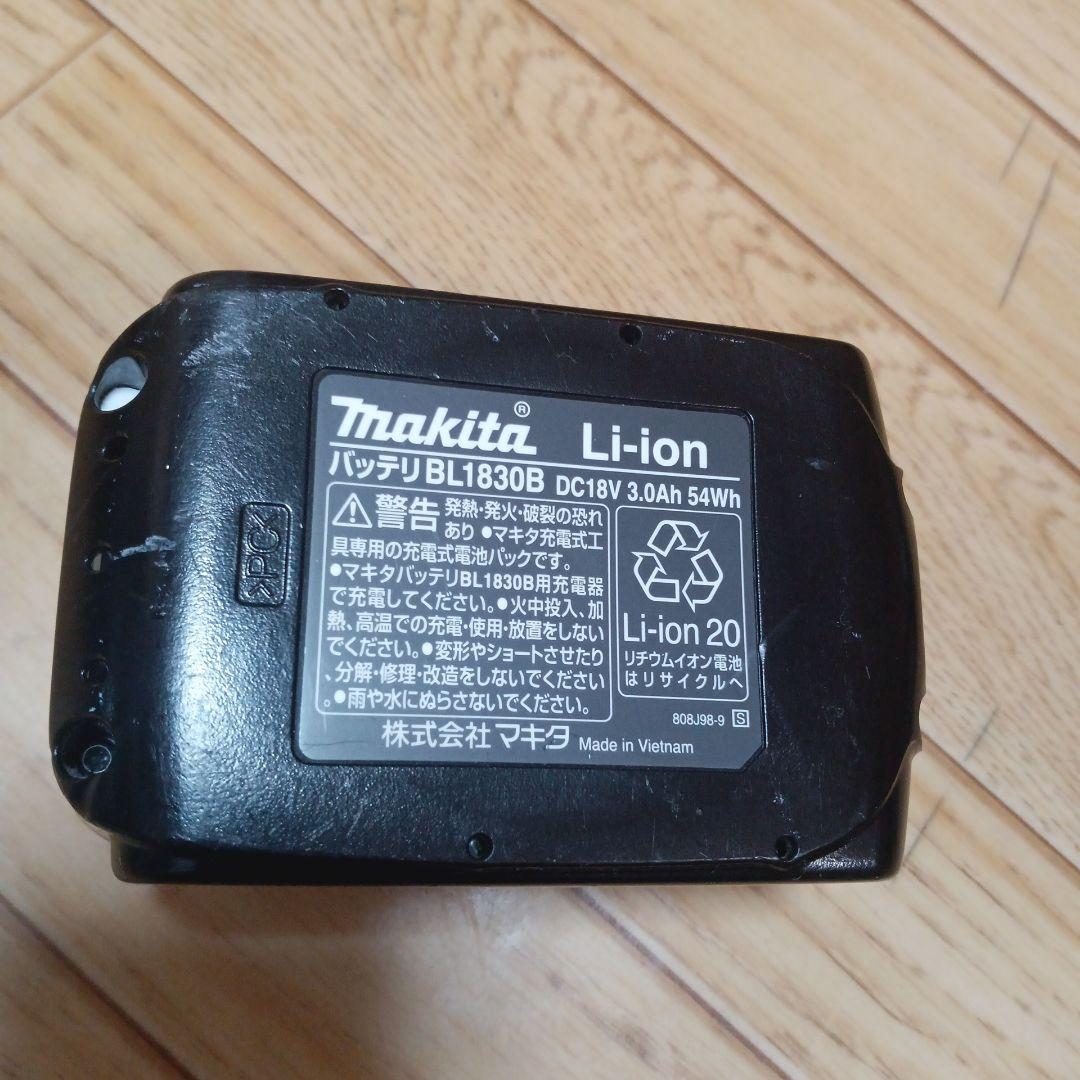 makita®
Li-ion
バッテリ BL1830B DC18V 3.0Ah 54Wh
⚠警告 発熱・発火・破裂の恐れ
あり ●マキタ充電式工
具専用の充電式電池パックです。
●マキタバッテリBL1830B用充電器
で充電してください。●火中投入、加
熱、高温での充電・使用・放置をしない
でください。●変形やショートさせたり
、分解・修理・改造をしないでください
。●雨や水にぬらさないでください。
Li-ion 20
リチウムイオン電池
はリサイクルへ
808J98-9 S
株式会社マキタ Made in Vietnam
>PC<